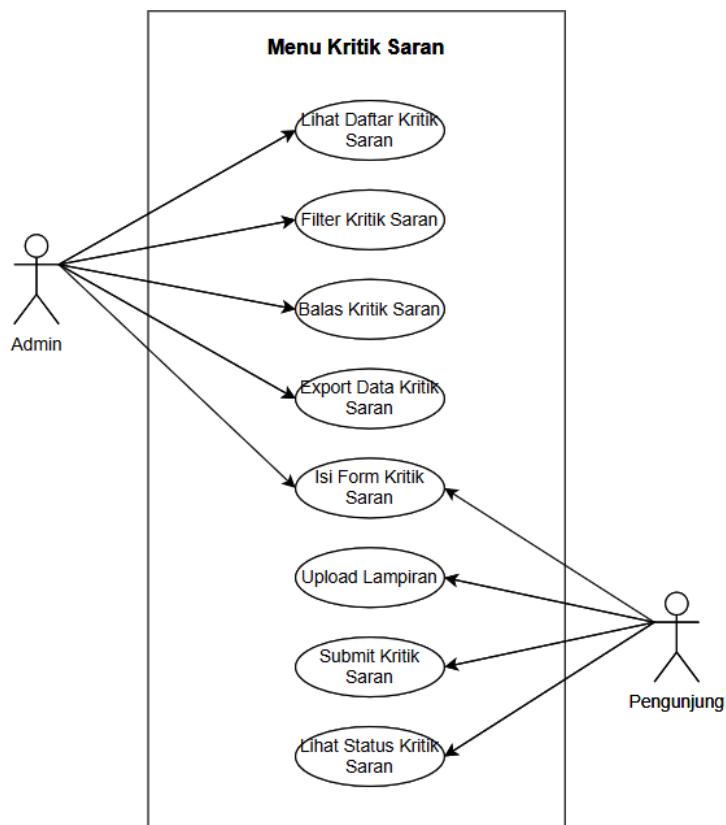 Menu Kritik Saran
Lihat Daftar Kritik
Saran
Filter Kritik Saran
Admin
Balas Kritik Saran
Export Data Kritik
Saran
Isi Form Kritik
Saran
Upload Lampiran
Submit Kritik
Saran
Pengunjung
Lihat Status Kritik
Saran